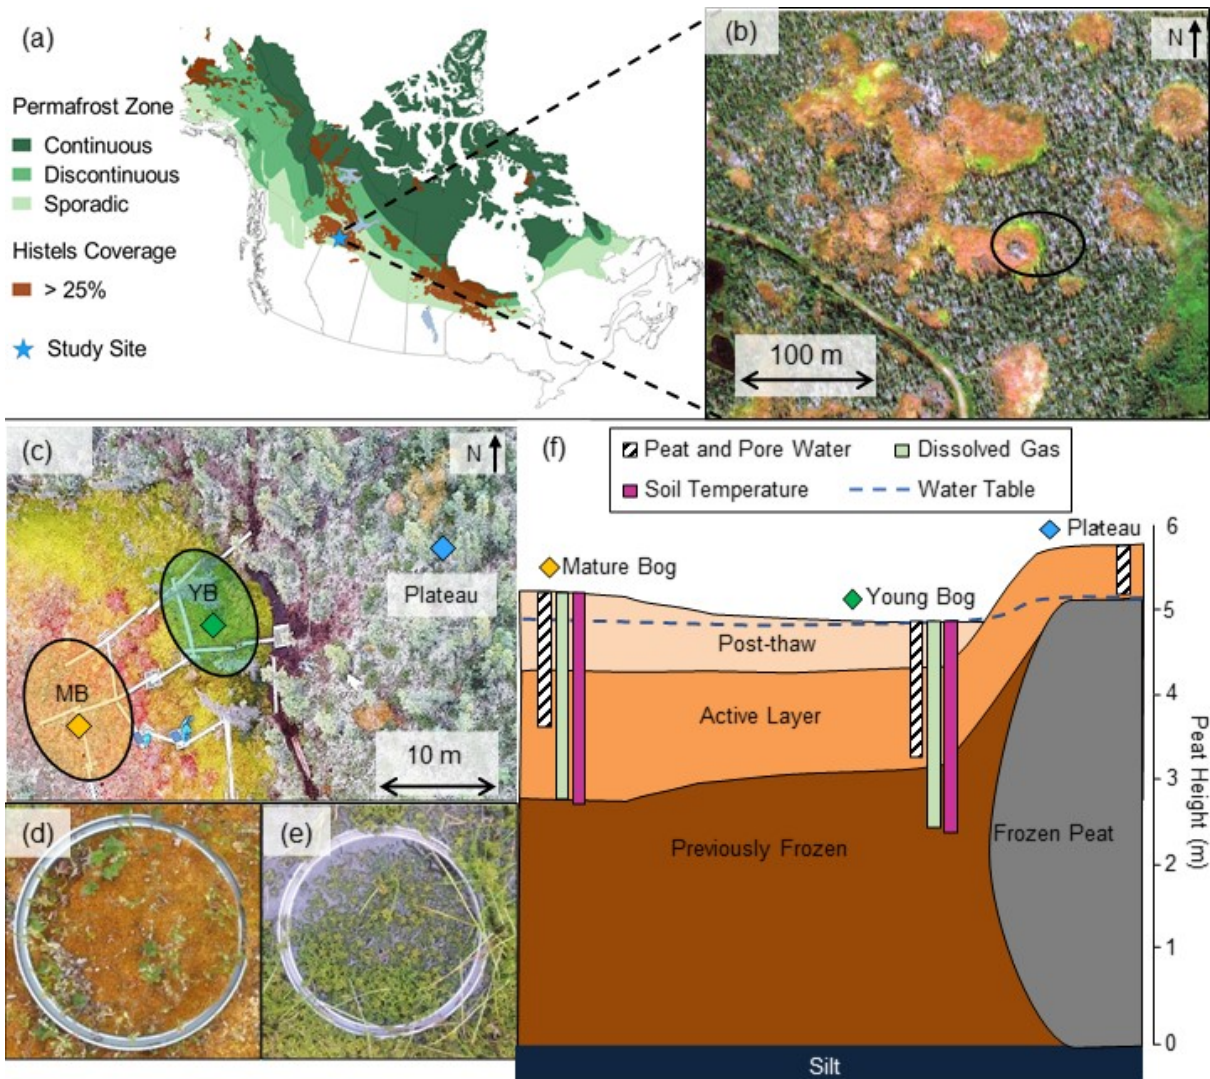 (a)
Permafrost Zone
Continuous
Discontinuous
Sporadic
Histels Coverage
> 25%
Study Site
(b)
N
100 m
(c)
N
YB
Plateau
MB
10 m
(d)
(e)
(f)
Peat and Pore Water
Dissolved Gas
Soil Temperature
Water Table
Plateau
Mature Bog
Young Bog
Post-thaw
Active Layer
Previously Frozen
Frozen Peat
Silt
6
5
4
3
2
1
0
Peat Height (m)